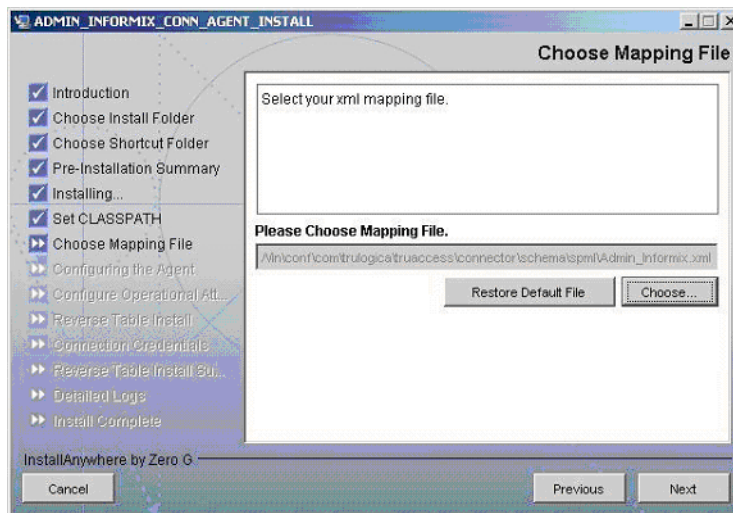 ADMIN_INFORMIX_CONN_AGENT_INSTALL
Choose Mapping File
Introduction
Choose Install Folder
Choose Shortcut Folder
Pre-Installation Summary
Installing...
Set CLASSPATH
Choose Mapping File
Configuring the Agent
Configure Operational Att...
Reverse Table Install
Connection Credentials
Reverse Table Install Su...
Detailed Logs
Install Complete
Select your xml mapping file.
Please Choose Mapping File.
\conf\com\trulogica\truaccess\connector\schema\spml\Admin_Informix.xml
Restore Default File
Choose...
InstallAnywhere by Zero G
Cancel
Previous
Next